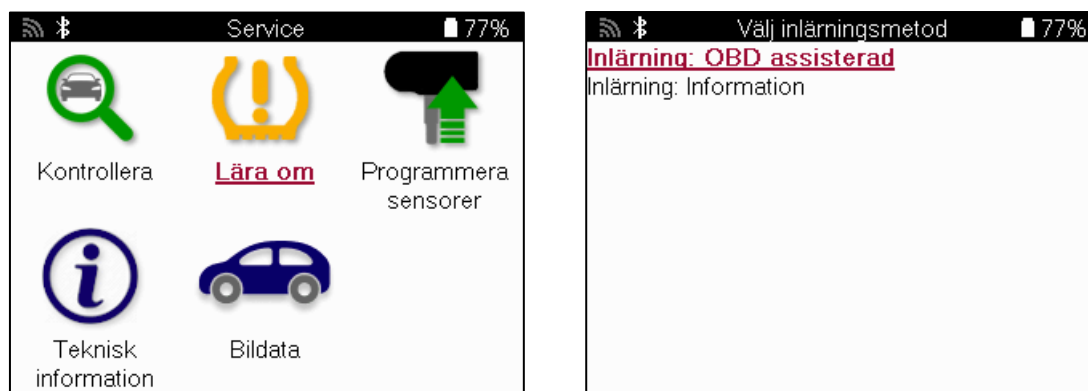 Service 77%
Kontrollera
Lära om
Programmera
sensorer
Teknisk
information
Bildata
Välj inlärningsmetod 77%
Inlärning: OBD assisterad
Inlärning: Information